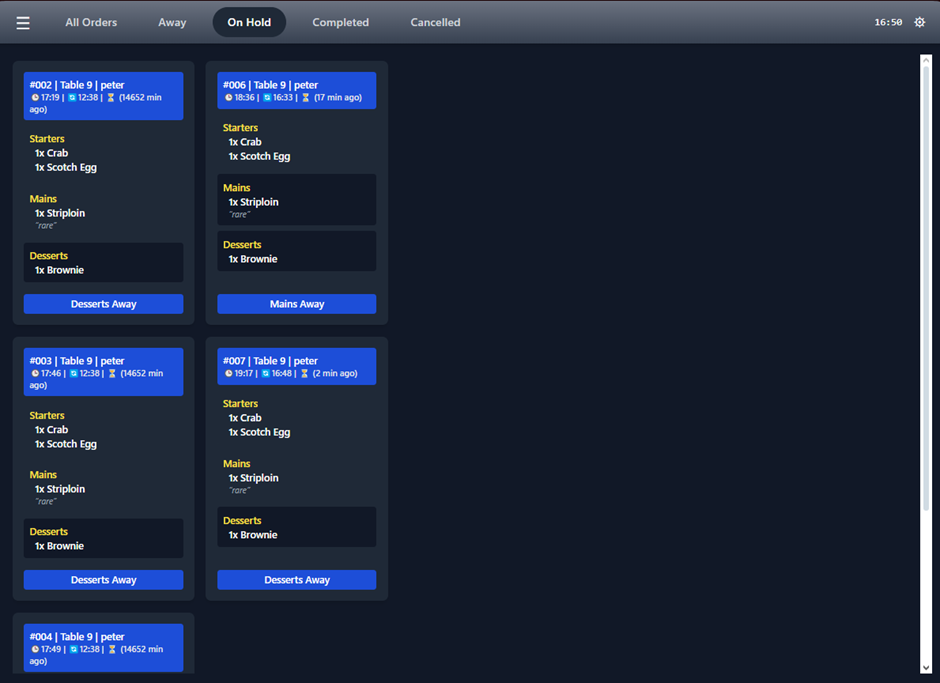 All Orders Away On Hold Completed Cancelled 16:50
#002 | Table 9 | peter
17:19 | 12:38 | (14652 min
ago)
Starters
1x Crab
1x Scotch Egg
Mains
1x Striploin
"rare"
Desserts
1x Brownie
Desserts Away
#006 | Table 9 | peter
18:36 | 16:33 | (17 min ago)
Starters
1x Crab
1x Scotch Egg
Mains
1x Striploin
"rare"
Desserts
1x Brownie
Mains Away
#003 | Table 9 | peter
17:46 | 12:38 | (14652 min
ago)
Starters
1x Crab
1x Scotch Egg
Mains
1x Striploin
"rare"
Desserts
1x Brownie
Desserts Away
#007 | Table 9 | peter
19:17 | 16:48 | (2 min ago)
Starters
1x Crab
1x Scotch Egg
Mains
1x Striploin
"rare"
Desserts
1x Brownie
Desserts Away
#004 | Table 9 | peter
17:49 | 12:38 | (14652 min
ago)